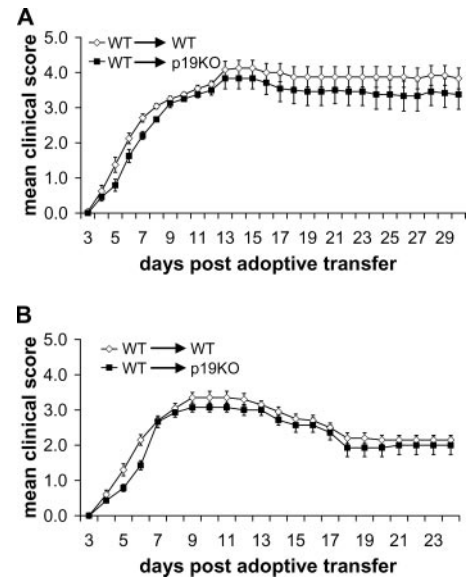 A
5.0
4.0
3.0
2.0
1.0
0.0
mean clinical score
WT WT
WT p19KO
3 5 7 9 11 13 15 17 19 21 23 25 27 29
days post adoptive transfer
B
5.0
4.0
3.0
2.0
1.0
0.0
mean clinical score
WT WT
WT p19KO
3 5 7 9 11 13 15 17 19 21 23
days post adoptive transfer